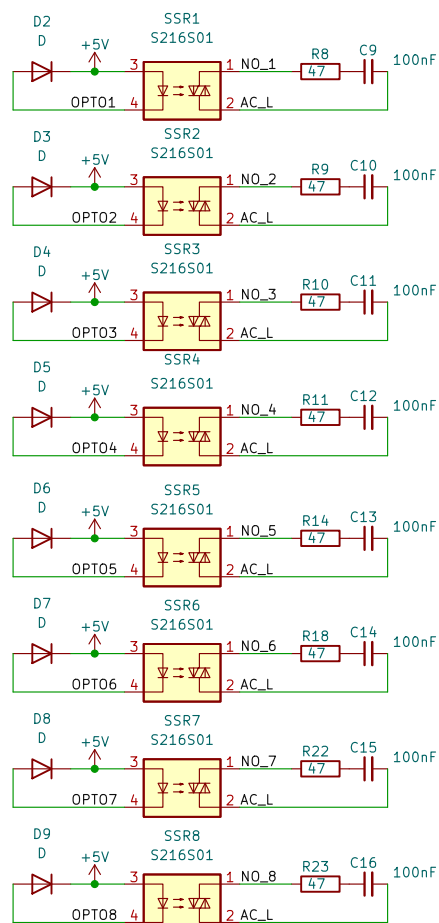 D2
D
+5V
SSR1
S216S01
3
4
OPTO1
1
NO_1
2
AC_L
R8
47
C9
100nF
D3
D
+5V
SSR2
S216S01
3
4
OPTO2
1
NO_2
2
AC_L
R9
47
C10
100nF
D4
D
+5V
SSR3
S216S01
3
4
OPTO3
1
NO_3
2
AC_L
R10
47
C11
100nF
D5
D
+5V
SSR4
S216S01
3
4
OPTO4
1
NO_4
2
AC_L
R11
47
C12
100nF
D6
D
+5V
SSR5
S216S01
3
4
OPTO5
1
NO_5
2
AC_L
R14
47
C13
100nF
D7
D
+5V
SSR6
S216S01
3
4
OPTO6
1
NO_6
2
AC_L
R18
47
C14
100nF
D8
D
+5V
SSR7
S216S01
3
4
OPTO7
1
NO_7
2
AC_L
R22
47
C15
100nF
D9
D
+5V
SSR8
S216S01
3
4
OPTO8
1
NO_8
2
AC_L
R23
47
C16
100nF